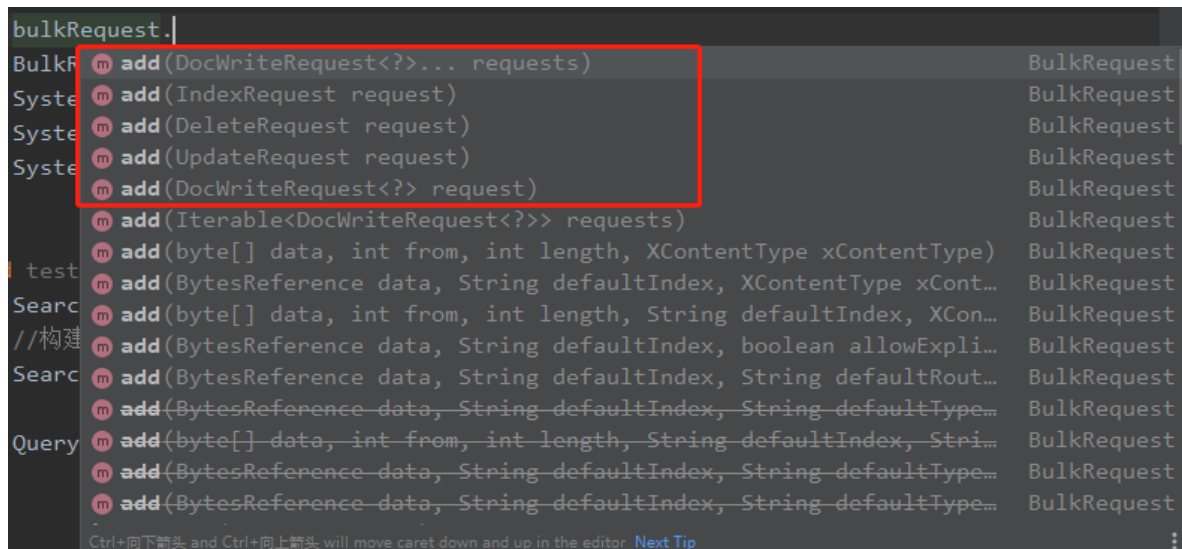 bulkRequest.
BulkR add(DocWriteRequest<?>... requests) BulkRequest
Syste add(IndexRequest request) BulkRequest
Syste add(DeleteRequest request) BulkRequest
Syste add(UpdateRequest request) BulkRequest
add(DocWriteRequest<?> request) BulkRequest
add(Iterable<DocWriteRequest<?>> requests) BulkRequest
add(byte[] data, int from, int length, XContentType xContentType) BulkRequest
test add(BytesReference data, String defaultIndex, XContentType xCont… BulkRequest
Searc add(byte[] data, int from, int length, String defaultIndex, XCon… BulkRequest
//构建 add(BytesReference data, String defaultIndex, boolean allowExpli… BulkRequest
Searc add(BytesReference data, String defaultIndex, String defaultRout… BulkRequest
add(BytesReference data, String defaultIndex, String defaultType… BulkRequest
Query add(byte[] data, int from, int length, String defaultIndex, Stri… BulkRequest
add(BytesReference data, String defaultIndex, String defaultType… BulkRequest
add(BytesReference data, String defaultIndex, String defaultType… BulkRequest
Ctrl+向下箭头 and Ctrl+向上箭头 will move caret down and up in the editor Next Tip